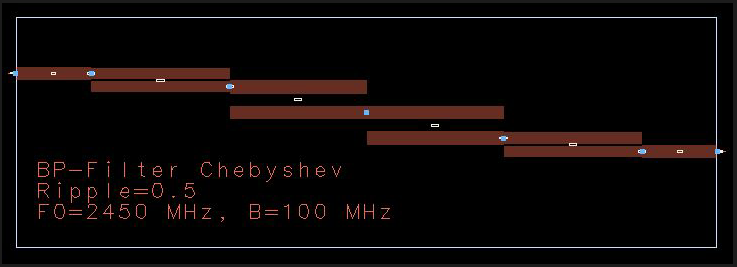 BP-Filter Chebyshev
Ripple=0.5
F0=2450 MHz, B=100 MHz